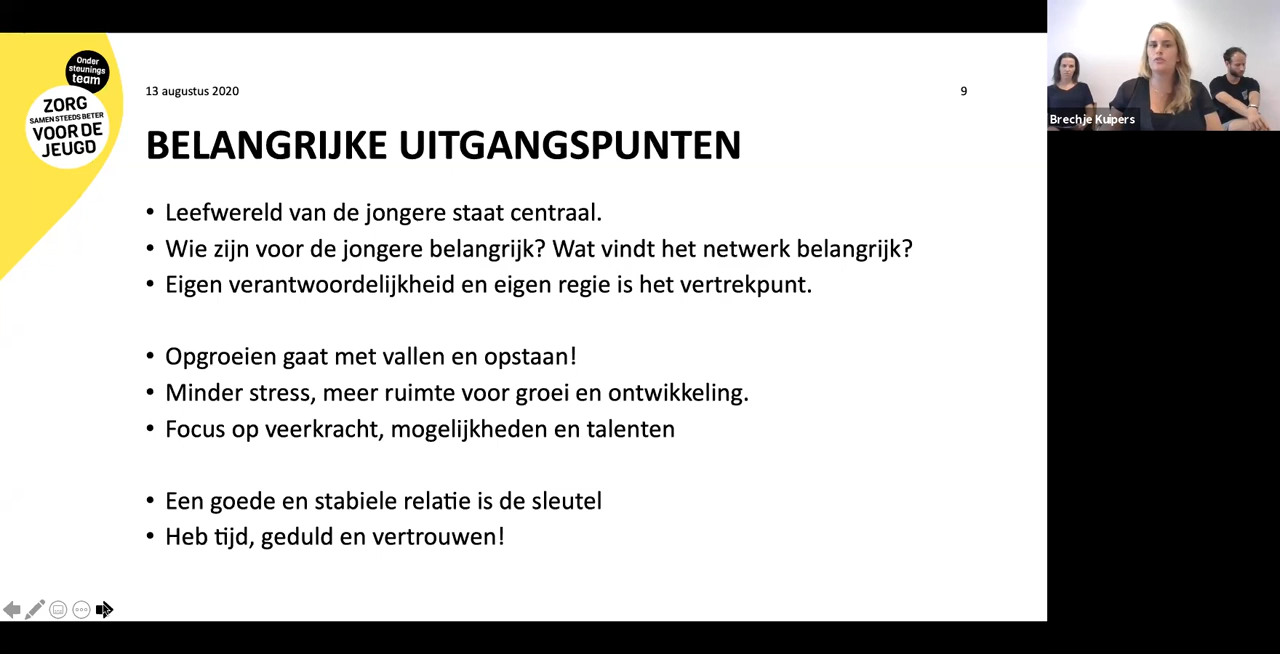 Onder
steunings
team
ZORG
SAMEN STEEDS BETER
VOOR DE
JEUGD
13 augustus 2020
9
BELANGRIJKE UITGANGSPUNTEN
• Leefwereld van de jongere staat centraal.
• Wie zijn voor de jongere belangrijk? Wat vindt het netwerk belangrijk?
• Eigen verantwoordelijkheid en eigen regie is het vertrekpunt.
• Opgroeien gaat met vallen en opstaan!
• Minder stress, meer ruimte voor groei en ontwikkeling.
• Focus op veerkracht, mogelijkheden en talenten
• Een goede en stabiele relatie is de sleutel
• Heb tijd, geduld en vertrouwen!
Brechje Kuipers